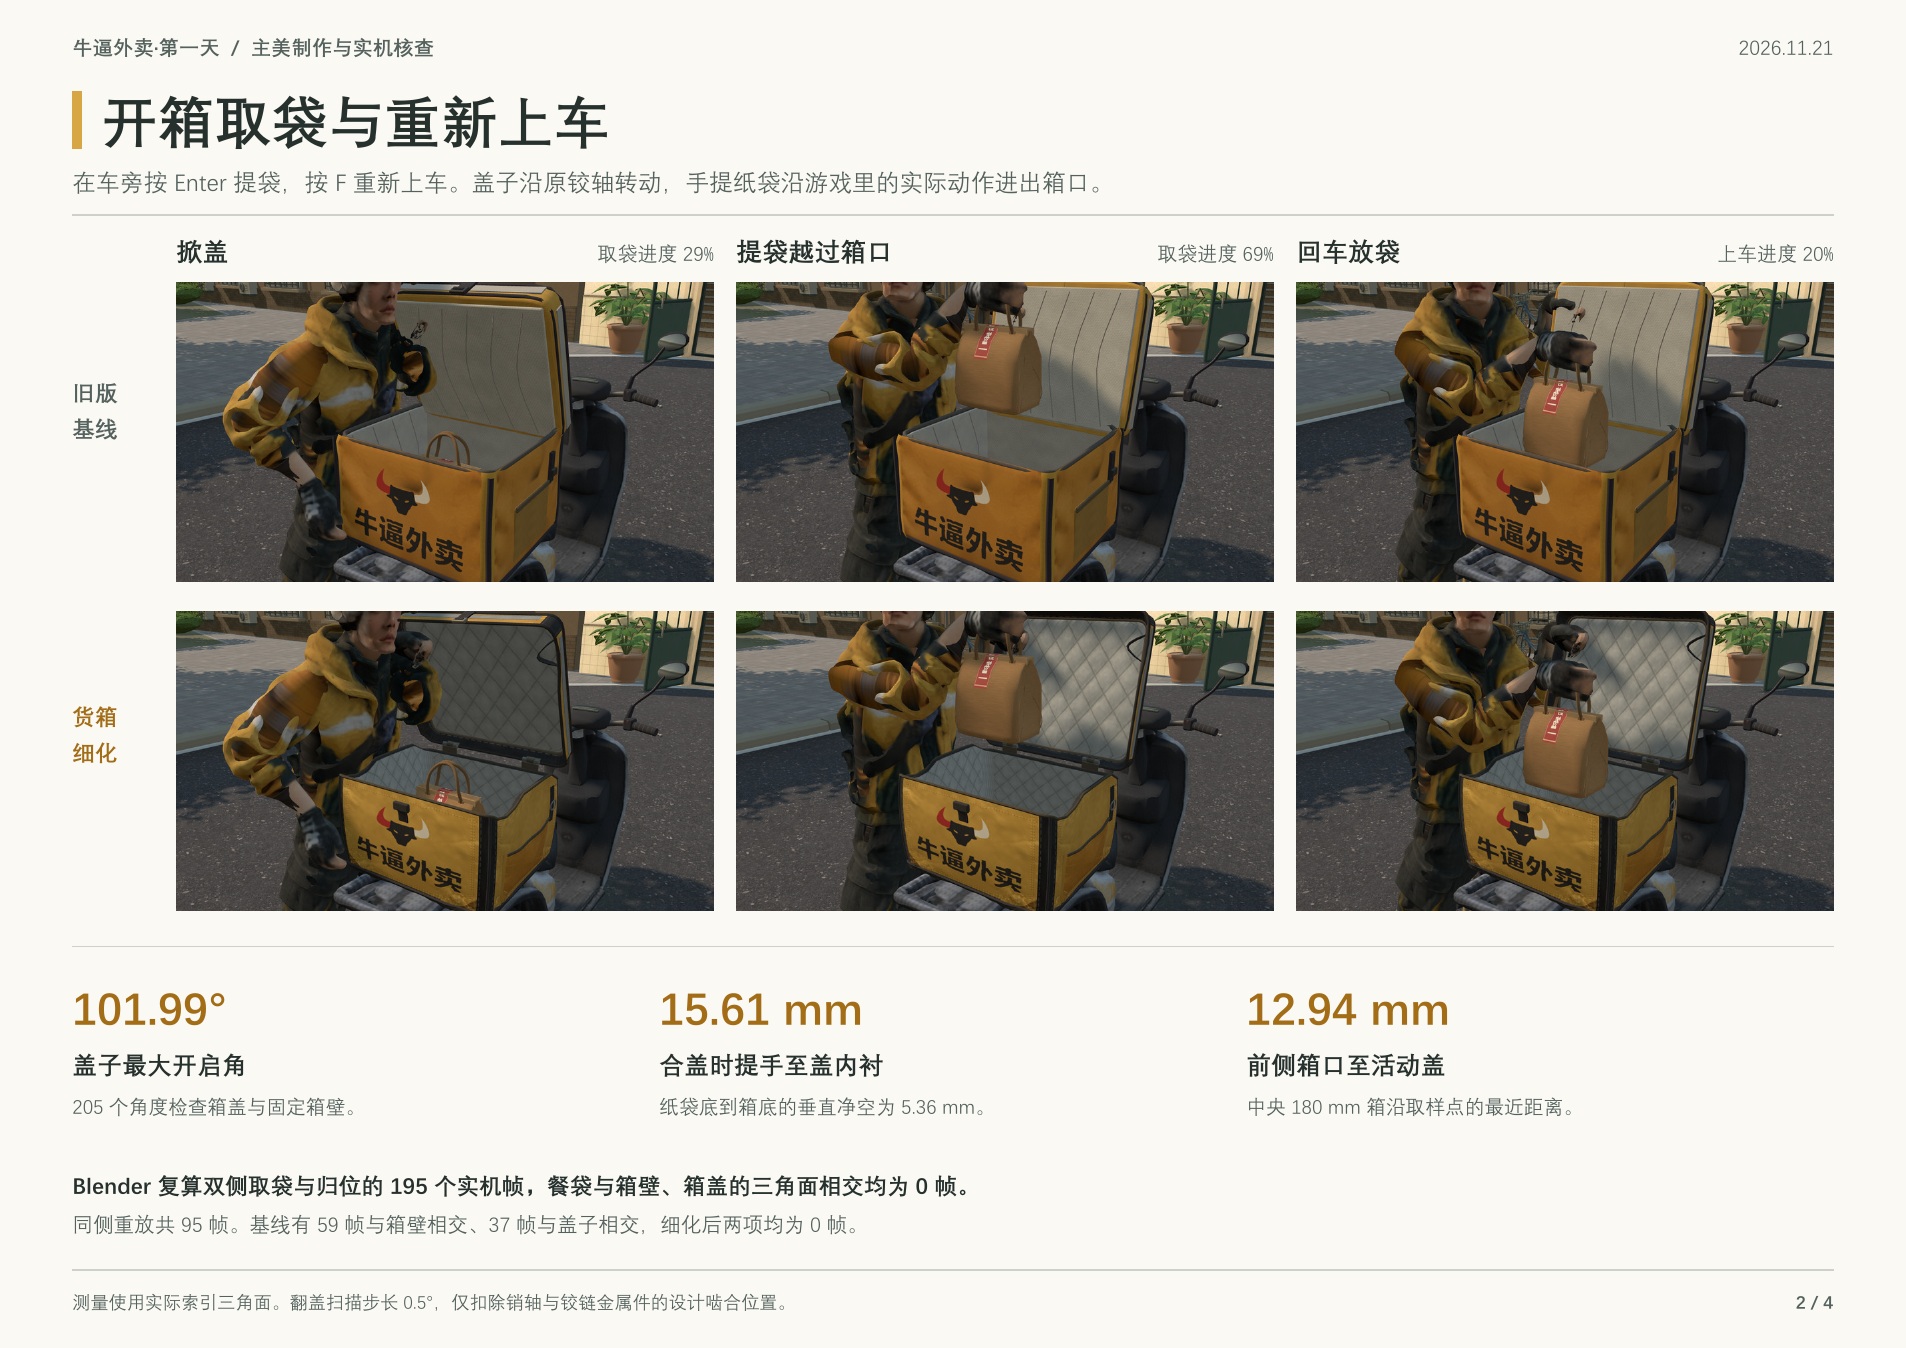 牛逼外卖·第一天 / 主美制作与实机核查
2026.11.21
开箱取袋与重新上车
在车旁按 Enter 提袋，按 F 重新上车。盖子沿原铰轴转动，手提纸袋沿游戏里的实际动作进出箱口。
掀盖
取袋进度 29%
提袋越过箱口
取袋进度 69%
回车放袋
上车进度 20%
旧版
基线
牛逼外卖
牛逼外卖
牛逼外卖
货箱
细化
牛逼外卖
牛逼外卖
牛逼外卖
101.99°
盖子最大开启角
205 个角度检查箱盖与固定箱壁。
15.61 mm
合盖时提手至盖内衬
纸袋底到箱底的垂直净空为 5.36 mm。
12.94 mm
前侧箱口至活动盖
中央 180 mm 箱沿取样点的最近距离。
Blender 复算双侧取袋与归位的 195 个实机帧，餐袋与箱壁、箱盖的三角面相交均为 0 帧。
同侧重放共 95 帧。基线有 59 帧与箱壁相交、37 帧与盖子相交，细化后两项均为 0 帧。
测量使用实际索引三角面。翻盖扫描步长 0.5°，仅扣除销轴与铰链金属件的设计啮合位置。
2 / 4